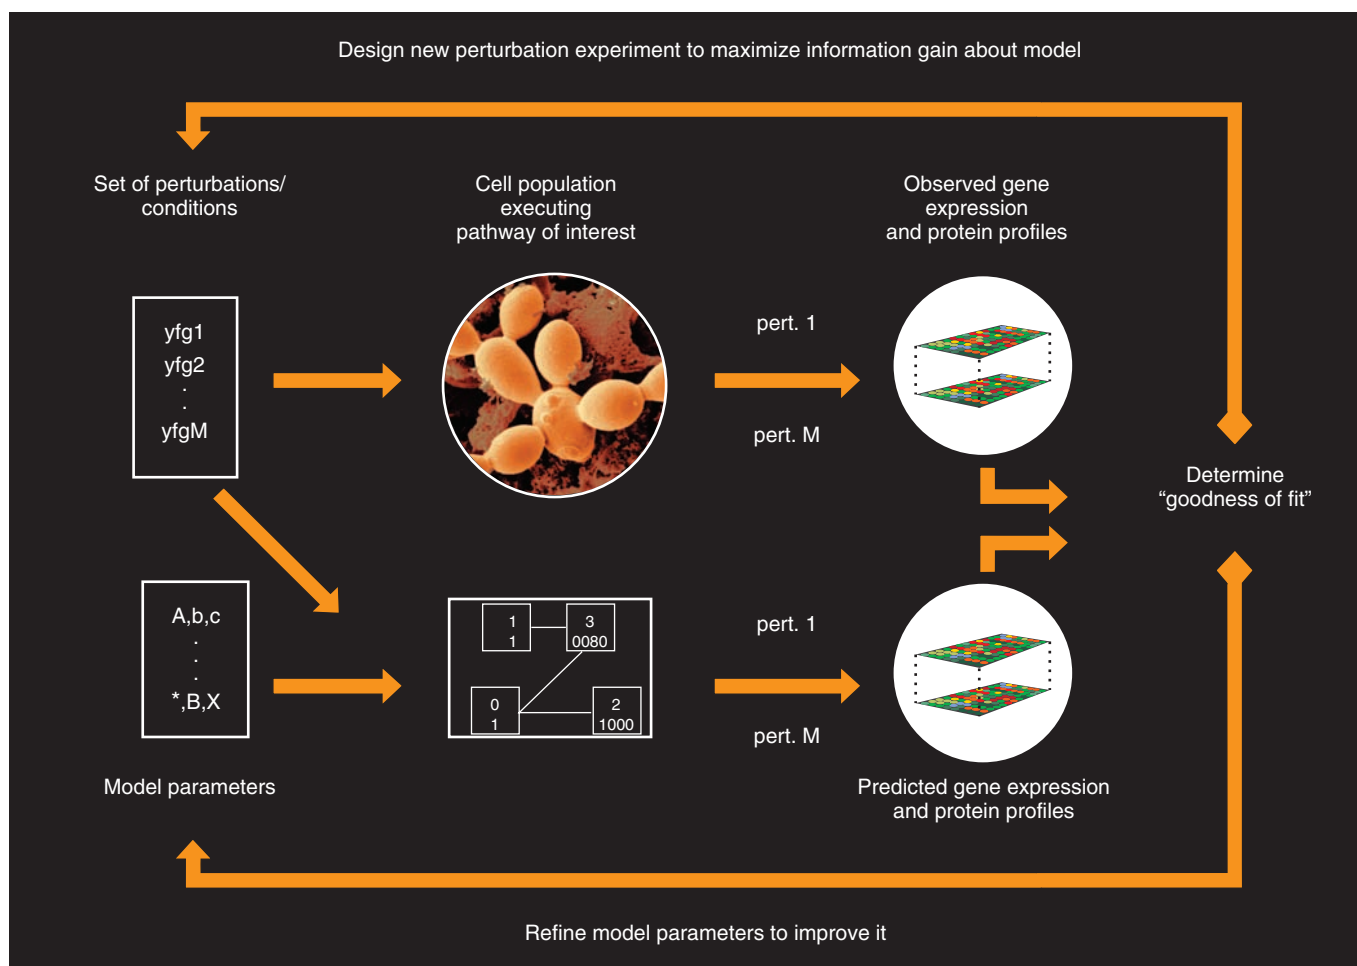 Design new perturbation experiment to maximize information gain about model
Set of perturbations/
conditions
Cell population
executing
pathway of interest
Observed gene
expression
and protein profiles
yfg1
yfg2
.
.
yfgM
pert. 1
pert. M
Determine
“goodness of fit”
A,b,c
.
.
.
*,B,X
1
1
3
0080
0
1
2
1000
pert. 1
pert. M
Model parameters
Predicted gene expression
and protein profiles
Refine model parameters to improve it